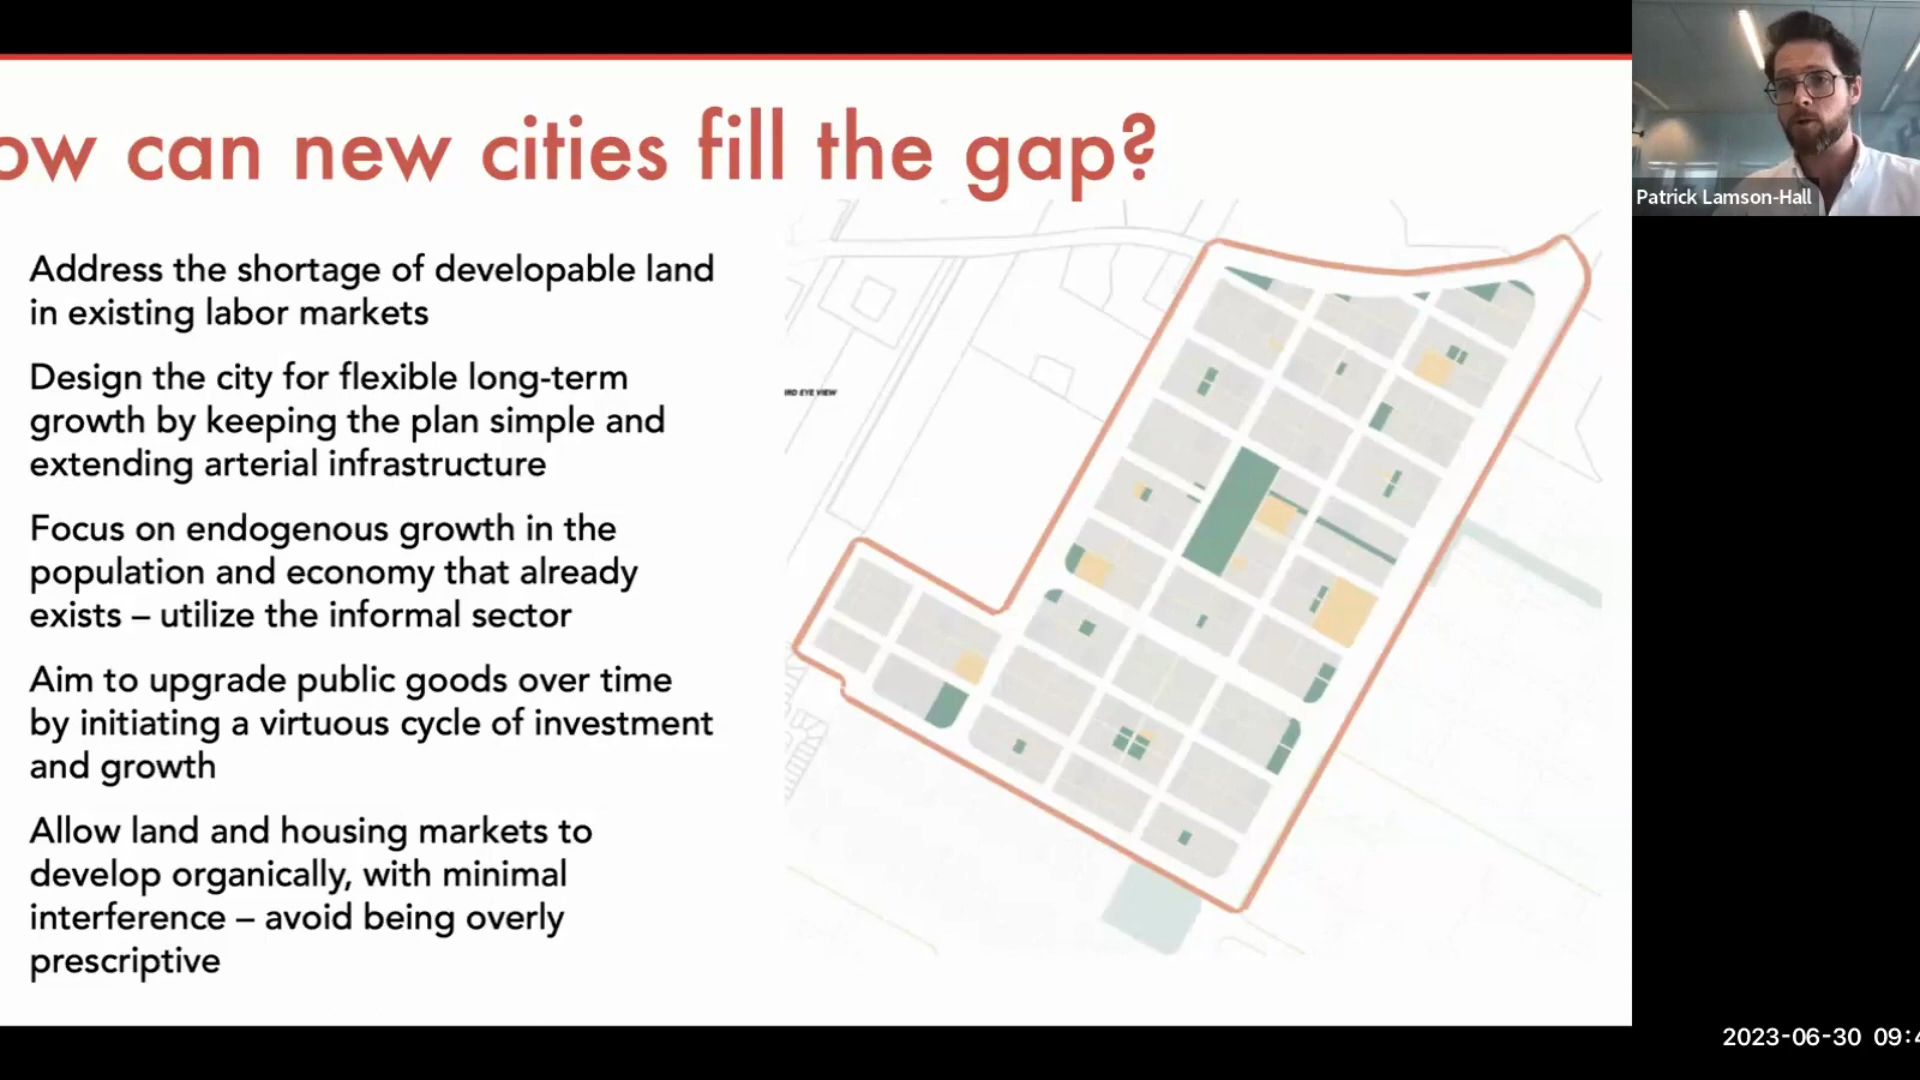 ow can new cities fill the gap?
Address the shortage of developable land
in existing labor markets
Design the city for flexible long-term
growth by keeping the plan simple and
extending arterial infrastructure
Focus on endogenous growth in the
population and economy that already
exists – utilize the informal sector
Aim to upgrade public goods over time
by initiating a virtuous cycle of investment
and growth
Allow land and housing markets to
develop organically, with minimal
interference – avoid being overly
prescriptive
IRD EYE VIEW
Patrick Lamson-Hall
2023-06-30 09:4